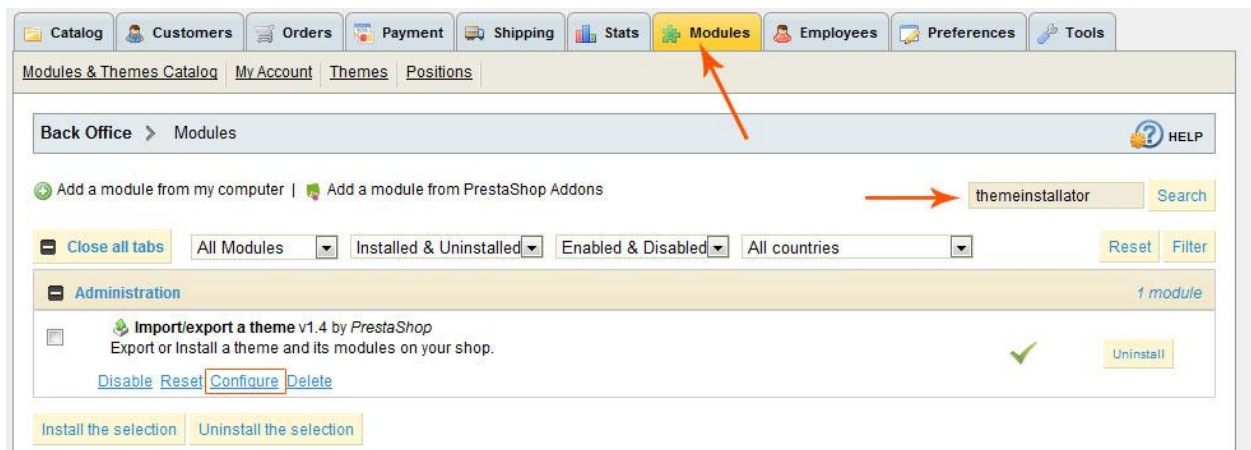 Catalog Customers Orders Payment Shipping Stats Modules Employees Preferences Tools
Modules & Themes Catalog My Account Themes Positions
Back Office > Modules HELP
Add a module from my computer | Add a module from PrestaShop Addons themeinstallator Search
Close all tabs All Modules Installed & Uninstalled Enabled & Disabled All countries Reset Filter
Administration 1 module
Import/export a theme v1.4 by PrestaShop
Export or Install a theme and its modules on your shop.
Uninstall
Disable Reset Configure Delete
Install the selection Uninstall the selection